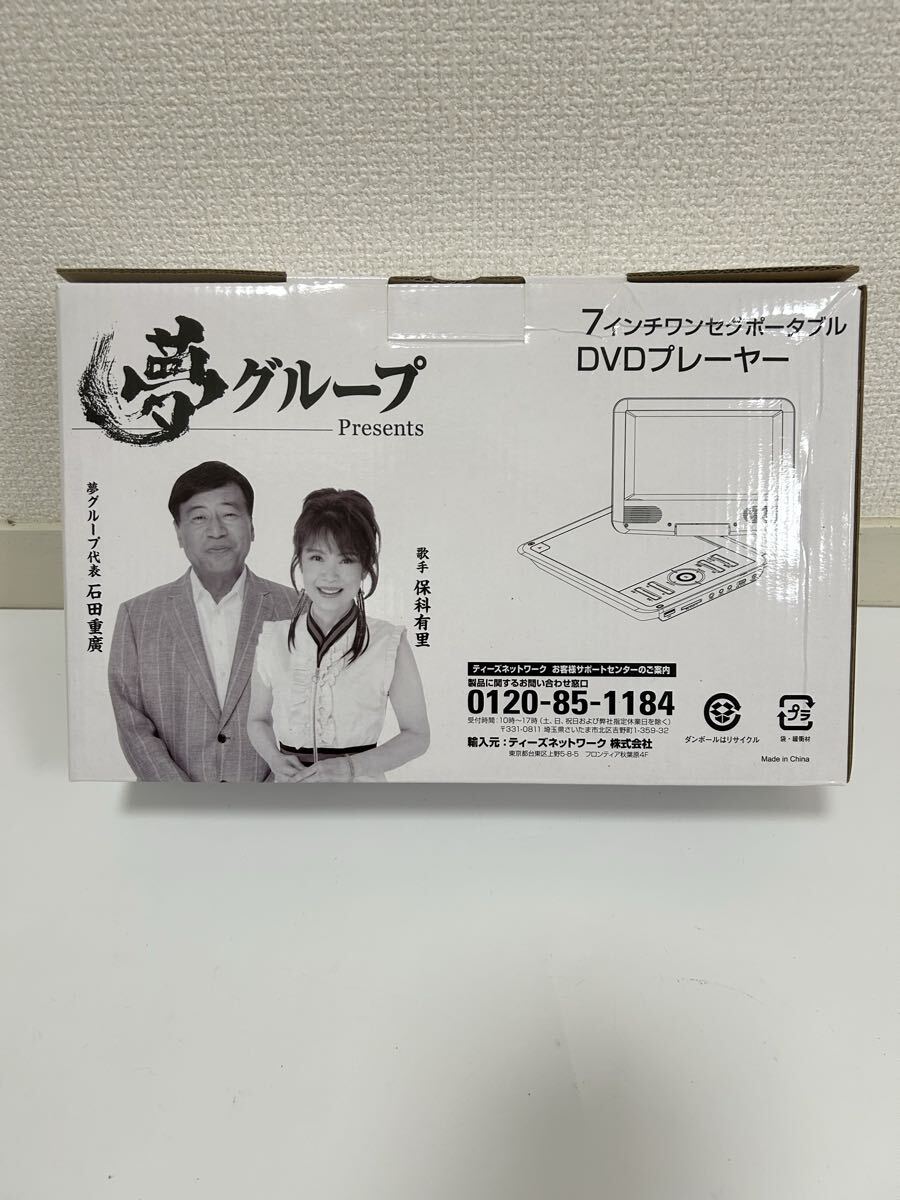 夢グループ
Presents
夢グループ代表 石田重廣
歌手 保科有里
7インチワンセグポータブル
DVDプレーヤー
ティーズネットワーク お客様サポートセンターのご案内
製品に関するお問い合わせ窓口
0120-85-1184
受付時間:10時〜17時(土、日、祝日および弊社指定休業日を除く)
〒331-0811 埼玉県さいたま市北区吉野町1-359-32
輸入元:ティーズネットワーク 株式会社
東京都台東区上野5-8-5 フロンティア秋葉原4F
ダンボールはリサイクル
プラ
袋・緩衝材
Made in China